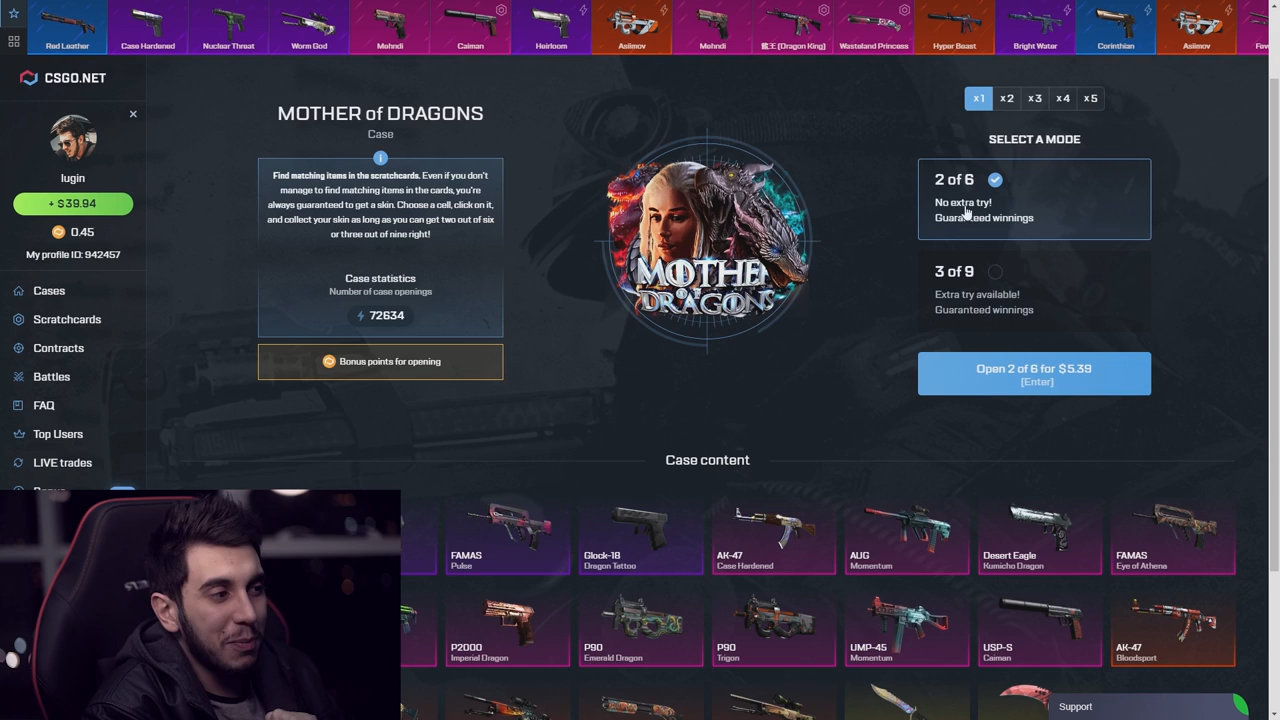 Red Leather
Case Hardened
Nuclear Threat
Worm God
Mehndi
Caiman
Heirloom
Asiimov
Mehndi
龍王 (Dragon King)
Wasteland Princess
Hyper Beast
Bright Water
Corinthian
Asiimov
CSGO.NET
lugin
+ $39.94
0.45
My profile ID: 942457
Cases
Scratchcards
Contracts
Battles
FAQ
Top Users
LIVE trades
MOTHER of DRAGONS
Case
Find matching items in the scratchcards. Even if you don't
manage to find matching items in the cards, you're
always guaranteed to get a skin. Choose a cell, click on it,
and collect your skin as long as you can get two out of six
or three out of nine right!
Case statistics
Number of case openings
72634
Bonus points for opening
MOTHER
OF
DRAGONS
x1 x2 x3 x4 x5
SELECT A MODE
2 of 6
No extra try!
Guaranteed winnings
3 of 9
Extra try available!
Guaranteed winnings
Open 2 of 6 for $5.39
[Enter]
Case content
FAMAS
Pulse
Glock-18
Dragon Tattoo
AK-47
Case Hardened
AUG
Momentum
Desert Eagle
Kumicho Dragon
FAMAS
Eye of Athena
P2000
Imperial Dragon
P90
Emerald Dragon
P90
Trigon
UMP-45
Momentum
USP-S
Caiman
AK-47
Bloodsport
Support